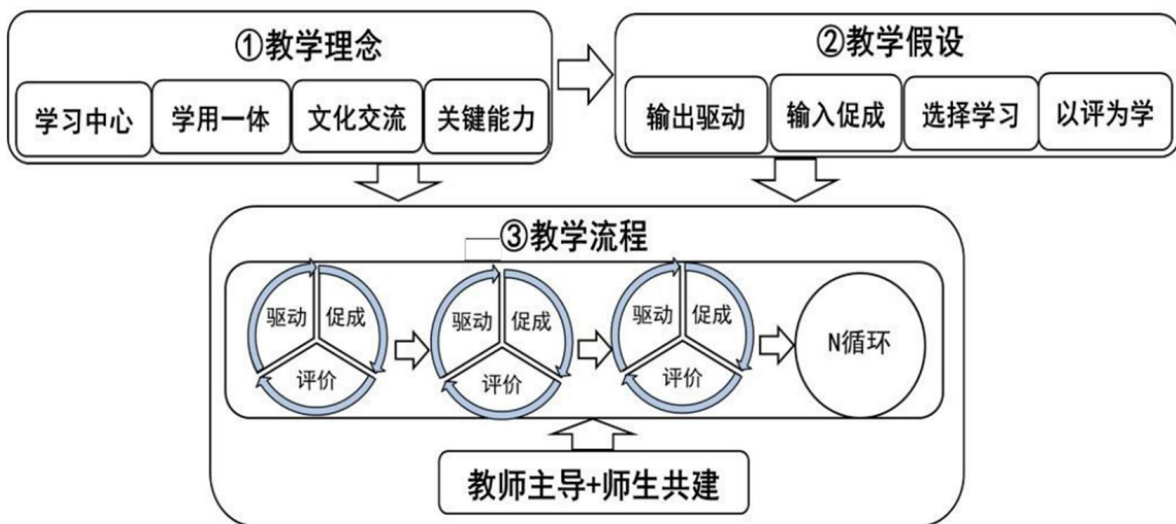 ①教学理念
学习中心 学用一体 文化交流 关键能力
②教学假设
输出驱动 输入促成 选择学习 以评为学
③教学流程
驱动 促成
评价
驱动 促成
评价
驱动 促成
评价
N循环
教师主导+师生共建